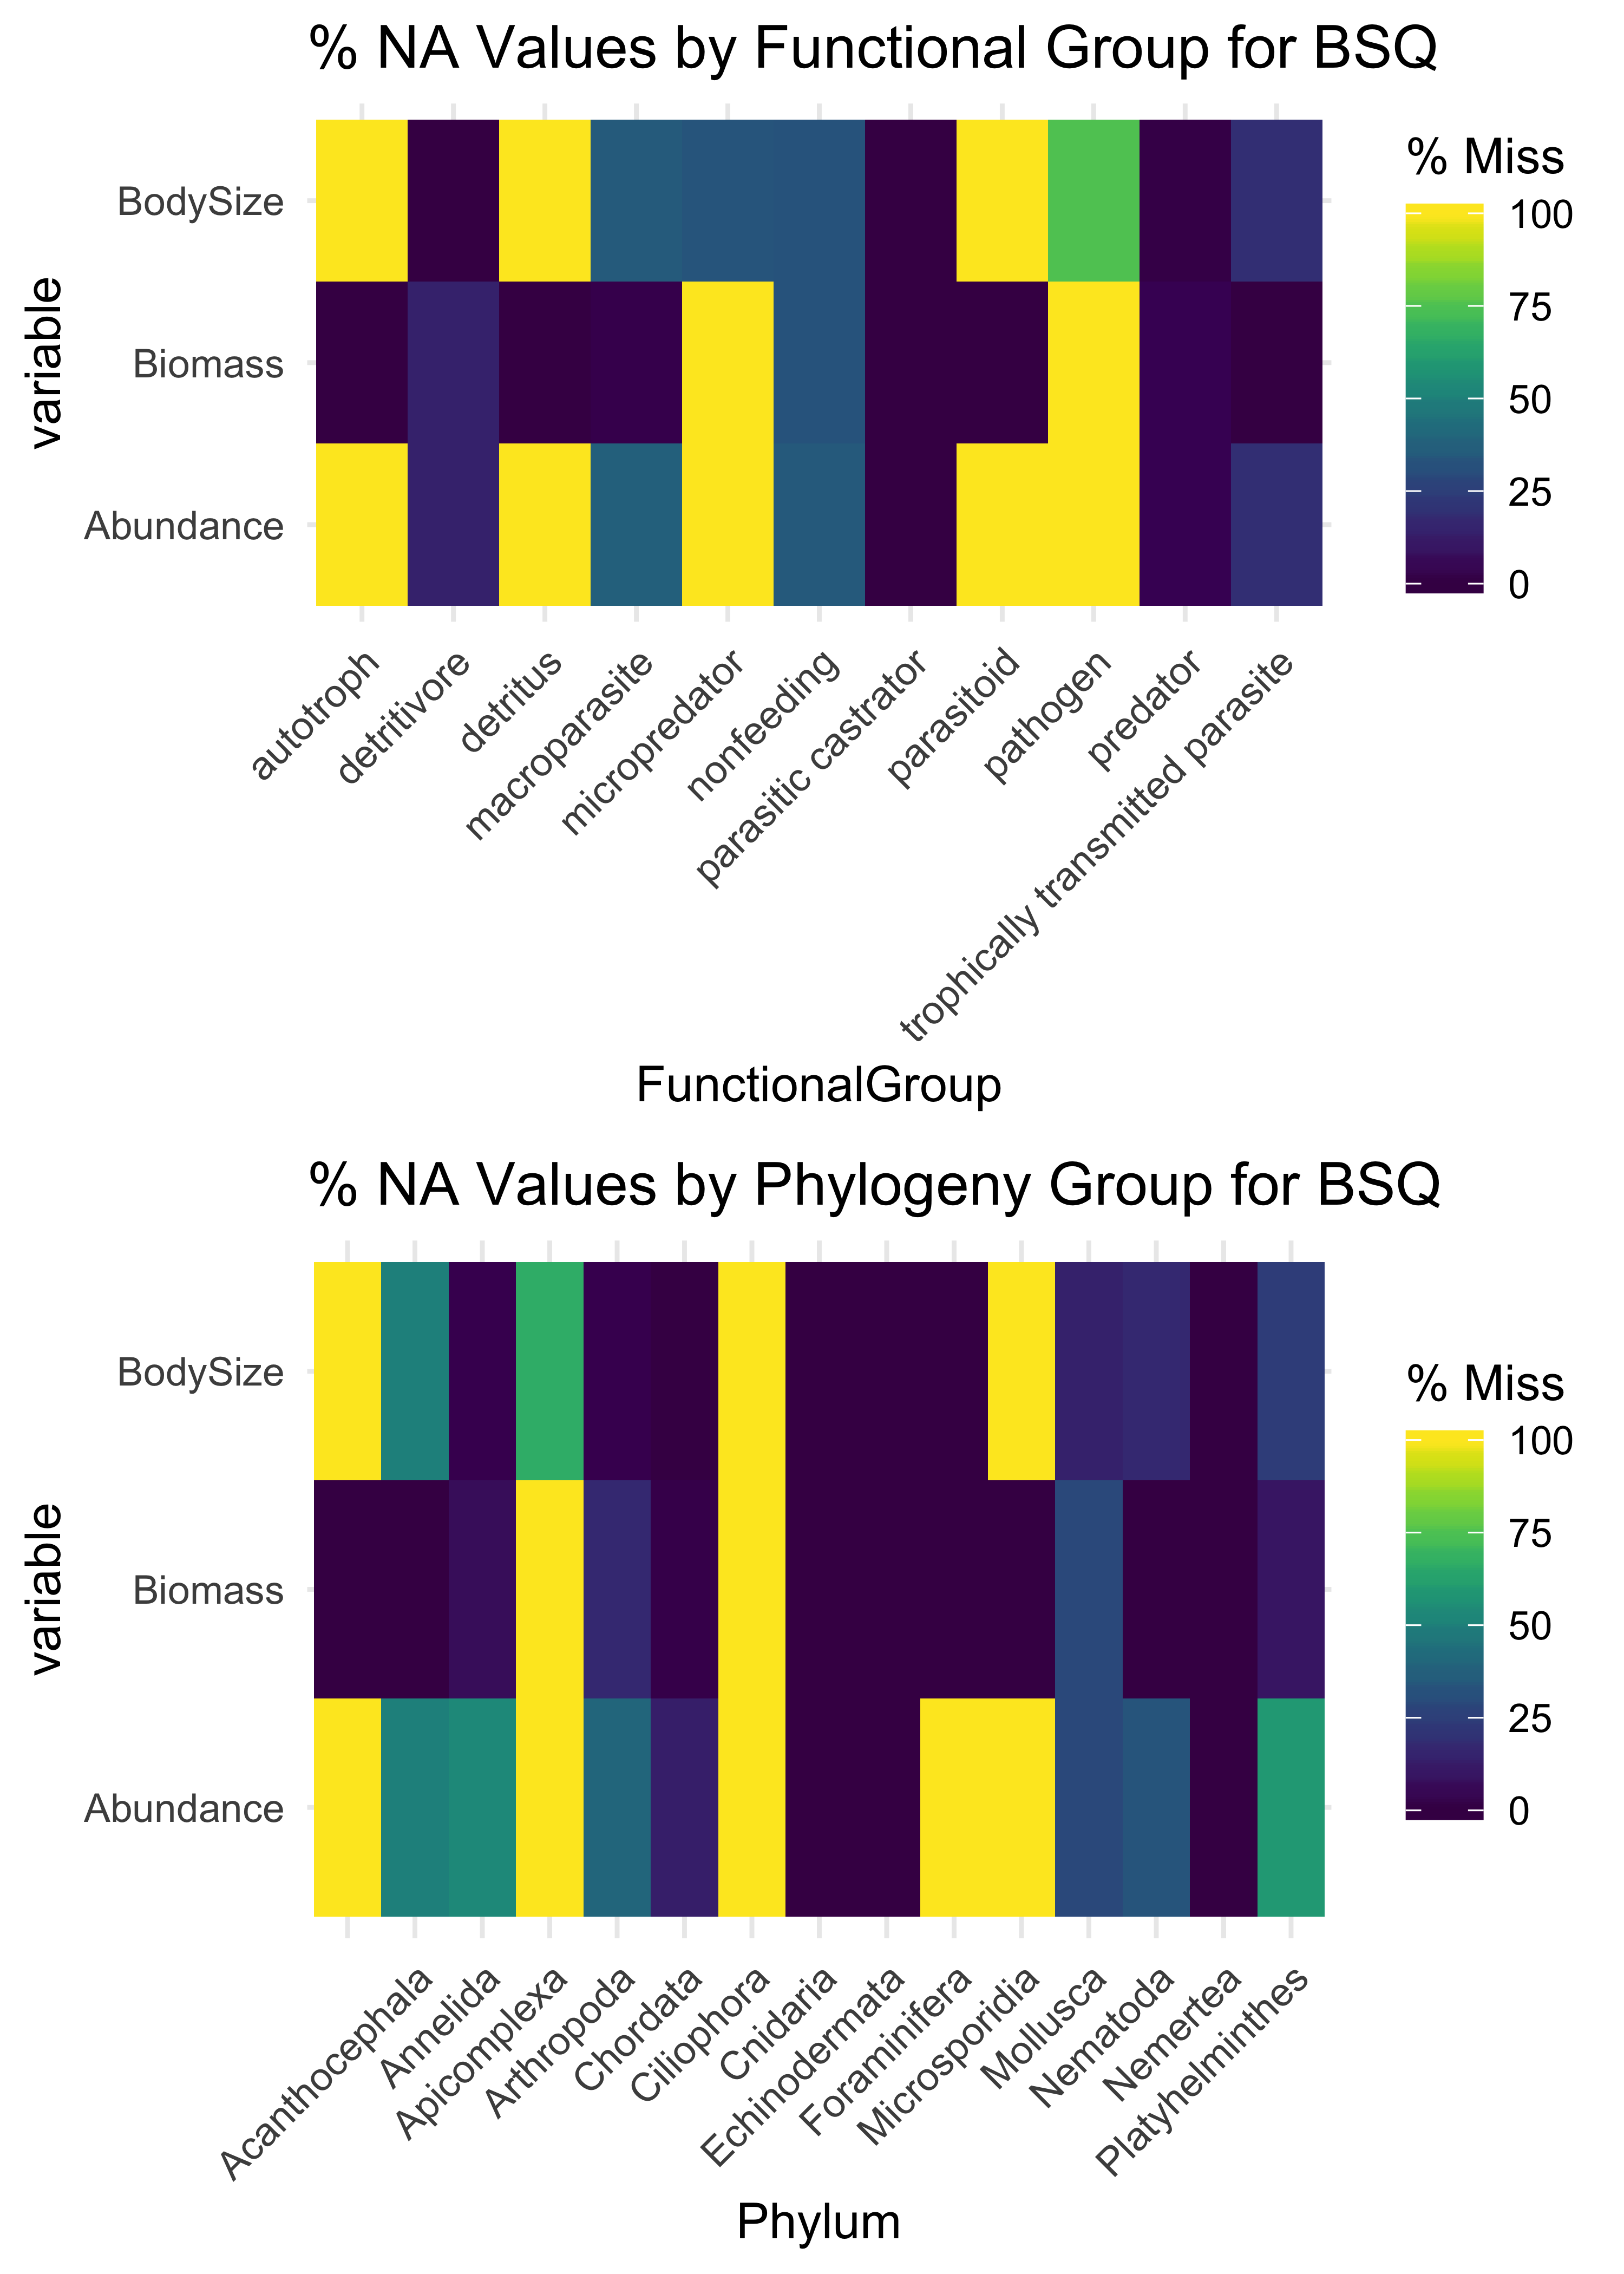 % NA Values by Functional Group for BSQ
variable
BodySize
Biomass
Abundance
% Miss
100
75
50
25
0
autotroph
detritivore
detritus
macroparasite
micropredator
nonfeeding
parasitic castrator
parasitoid
pathogen
predator
trophically transmitted parasite
FunctionalGroup
% NA Values by Phylogeny Group for BSQ
variable
BodySize
Biomass
Abundance
% Miss
100
75
50
25
0
Acanthocephala
Annelida
Apicomplexa
Arthropoda
Chordata
Ciliophora
Cnidaria
Echinodermata
Foraminifera
Microsporidia
Mollusca
Nematoda
Nemertea
Platyhelminthes
Phylum